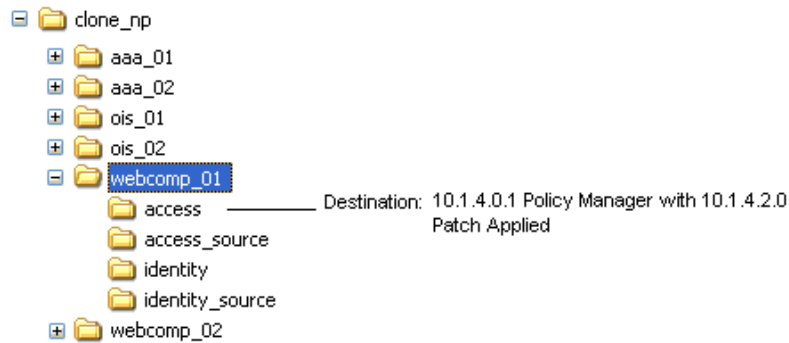 clone_np
aaa_01
aaa_02
ois_01
ois_02
webcomp_01
access Destination: 10.1.4.0.1 Policy Manager with 10.1.4.2.0
Patch Applied
access_source
identity
identity_source
webcomp_02